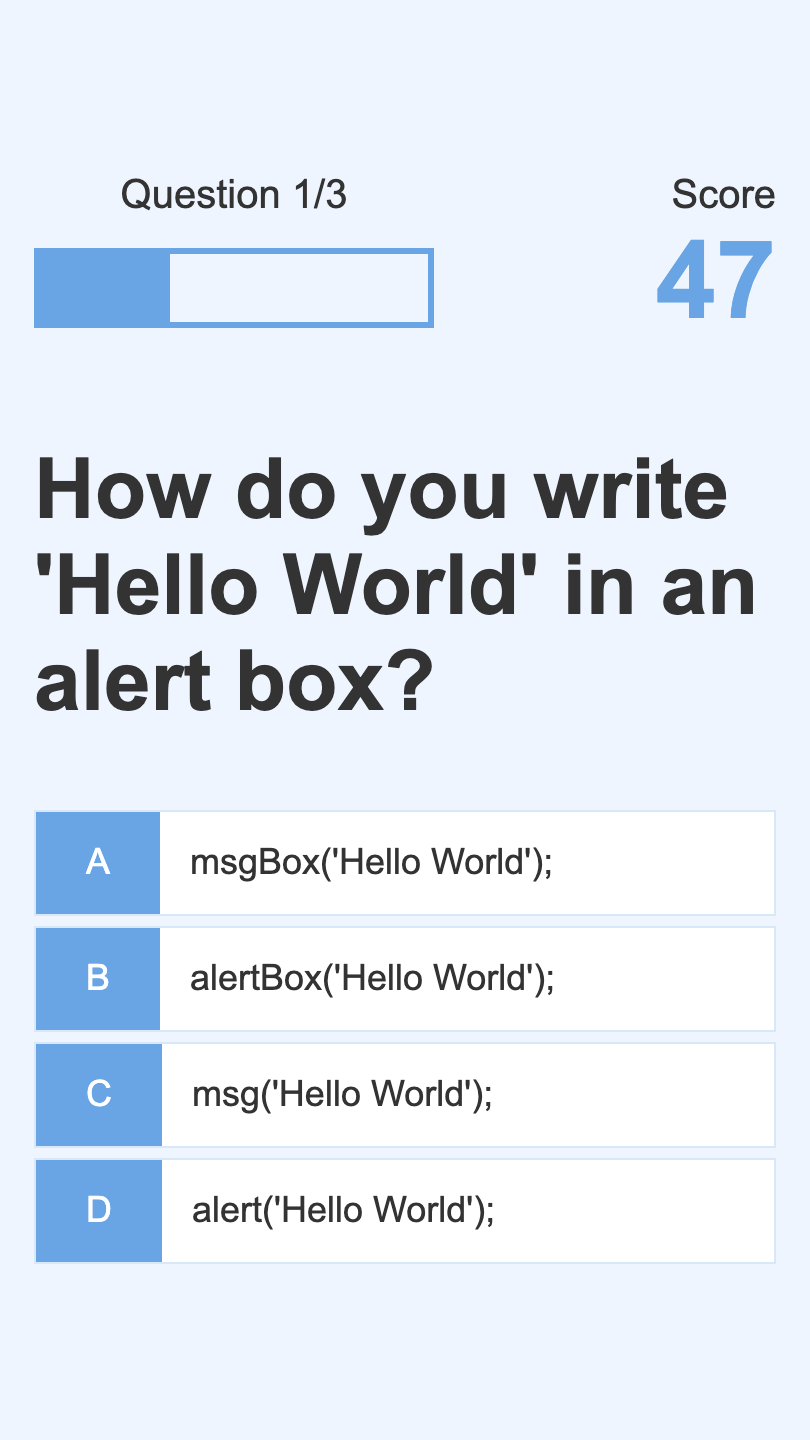 Question 1/3
Score
47
How do you write
'Hello World' in an
alert box?
A msgBox('Hello World');
B alertBox('Hello World');
C msg('Hello World');
D alert('Hello World');